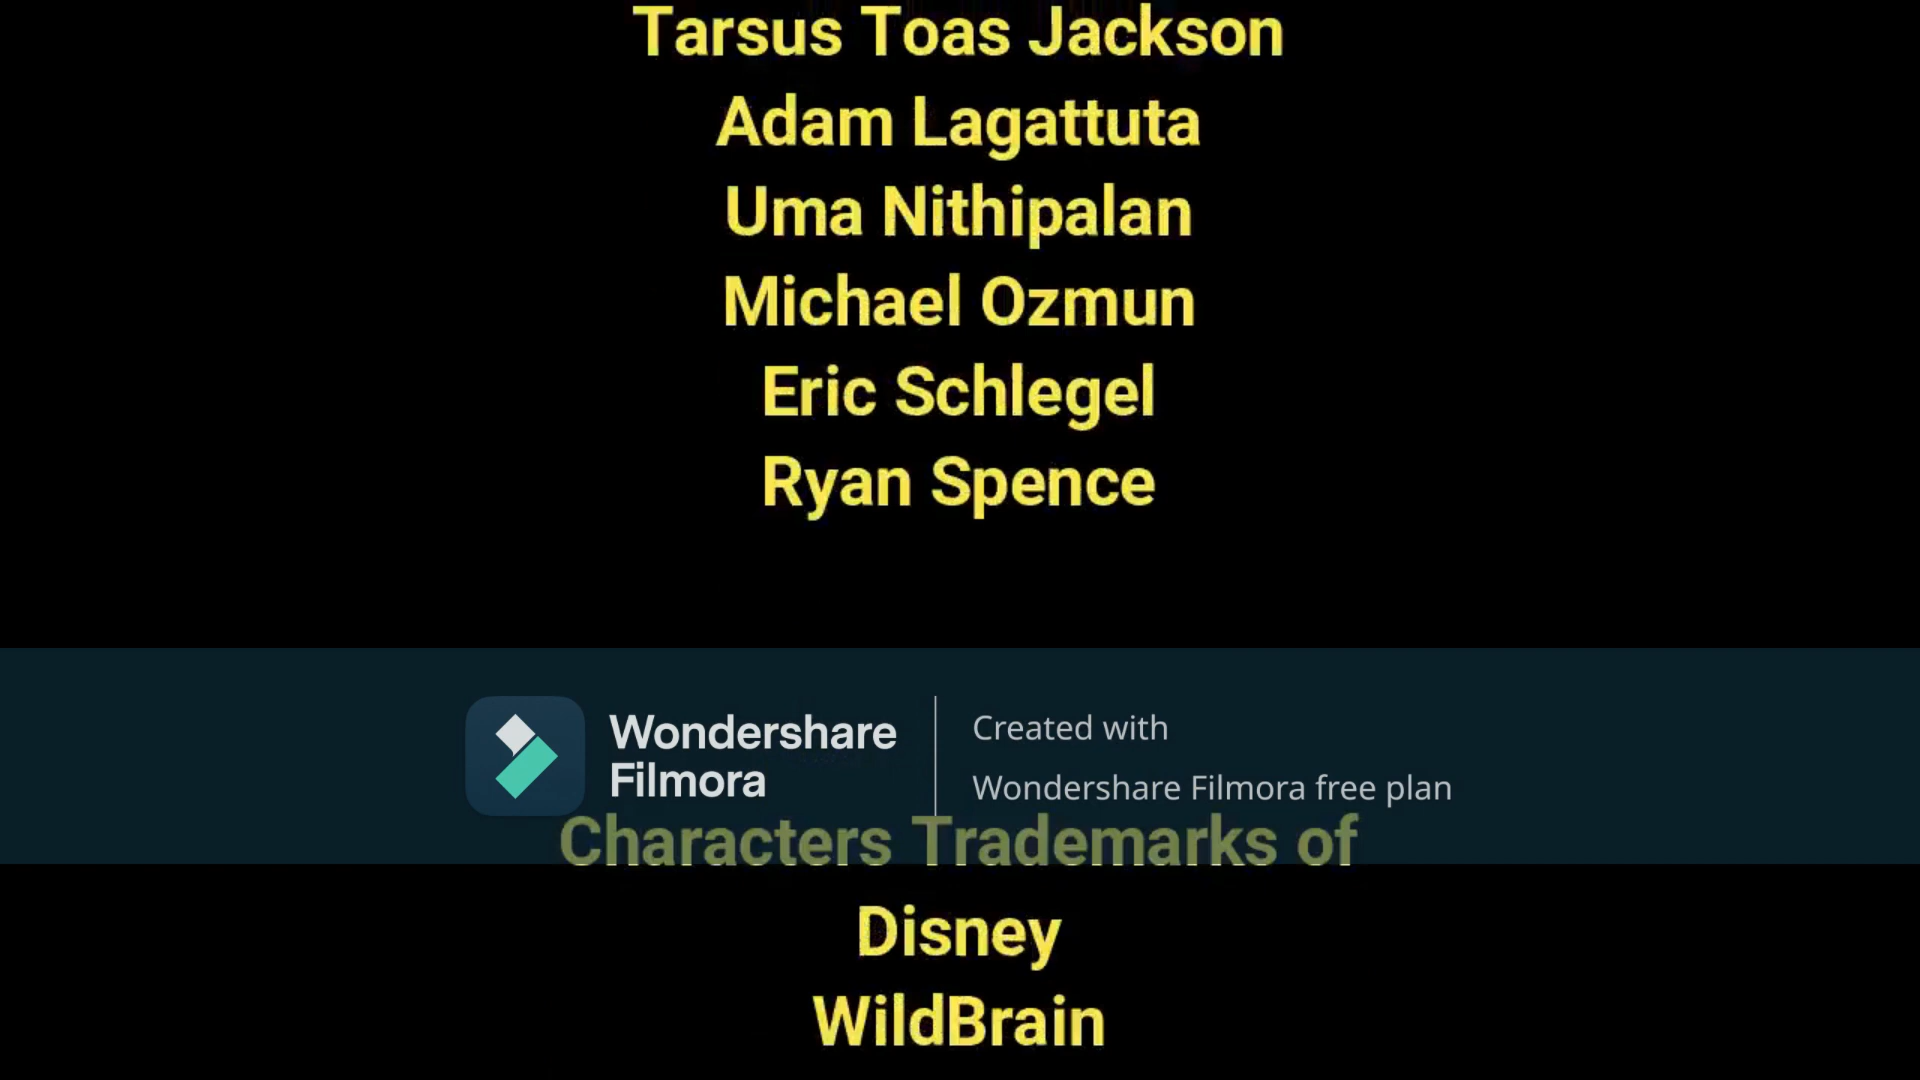 Tarsus Toas Jackson
Adam Lagattuta
Uma Nithipalan
Michael Ozmun
Eric Schlegel
Ryan Spence
Wondershare
Filmora
Created with
Wondershare Filmora free plan
Characters Trademarks of
Disney
WildBrain